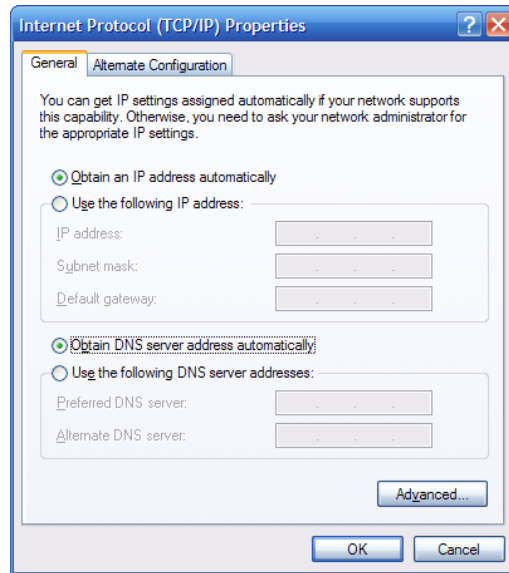 Internet Protocol (TCP/IP) Properties
General
Alternate Configuration
You can get IP settings assigned automatically if your network supports
this capability. Otherwise, you need to ask your network administrator for
the appropriate IP settings.
Obtain an IP address automatically
Use the following IP address:
IP address:
Subnet mask:
Default gateway:
Obtain DNS server address automatically
Use the following DNS server addresses:
Preferred DNS server:
Alternate DNS server:
Advanced...
OK
Cancel